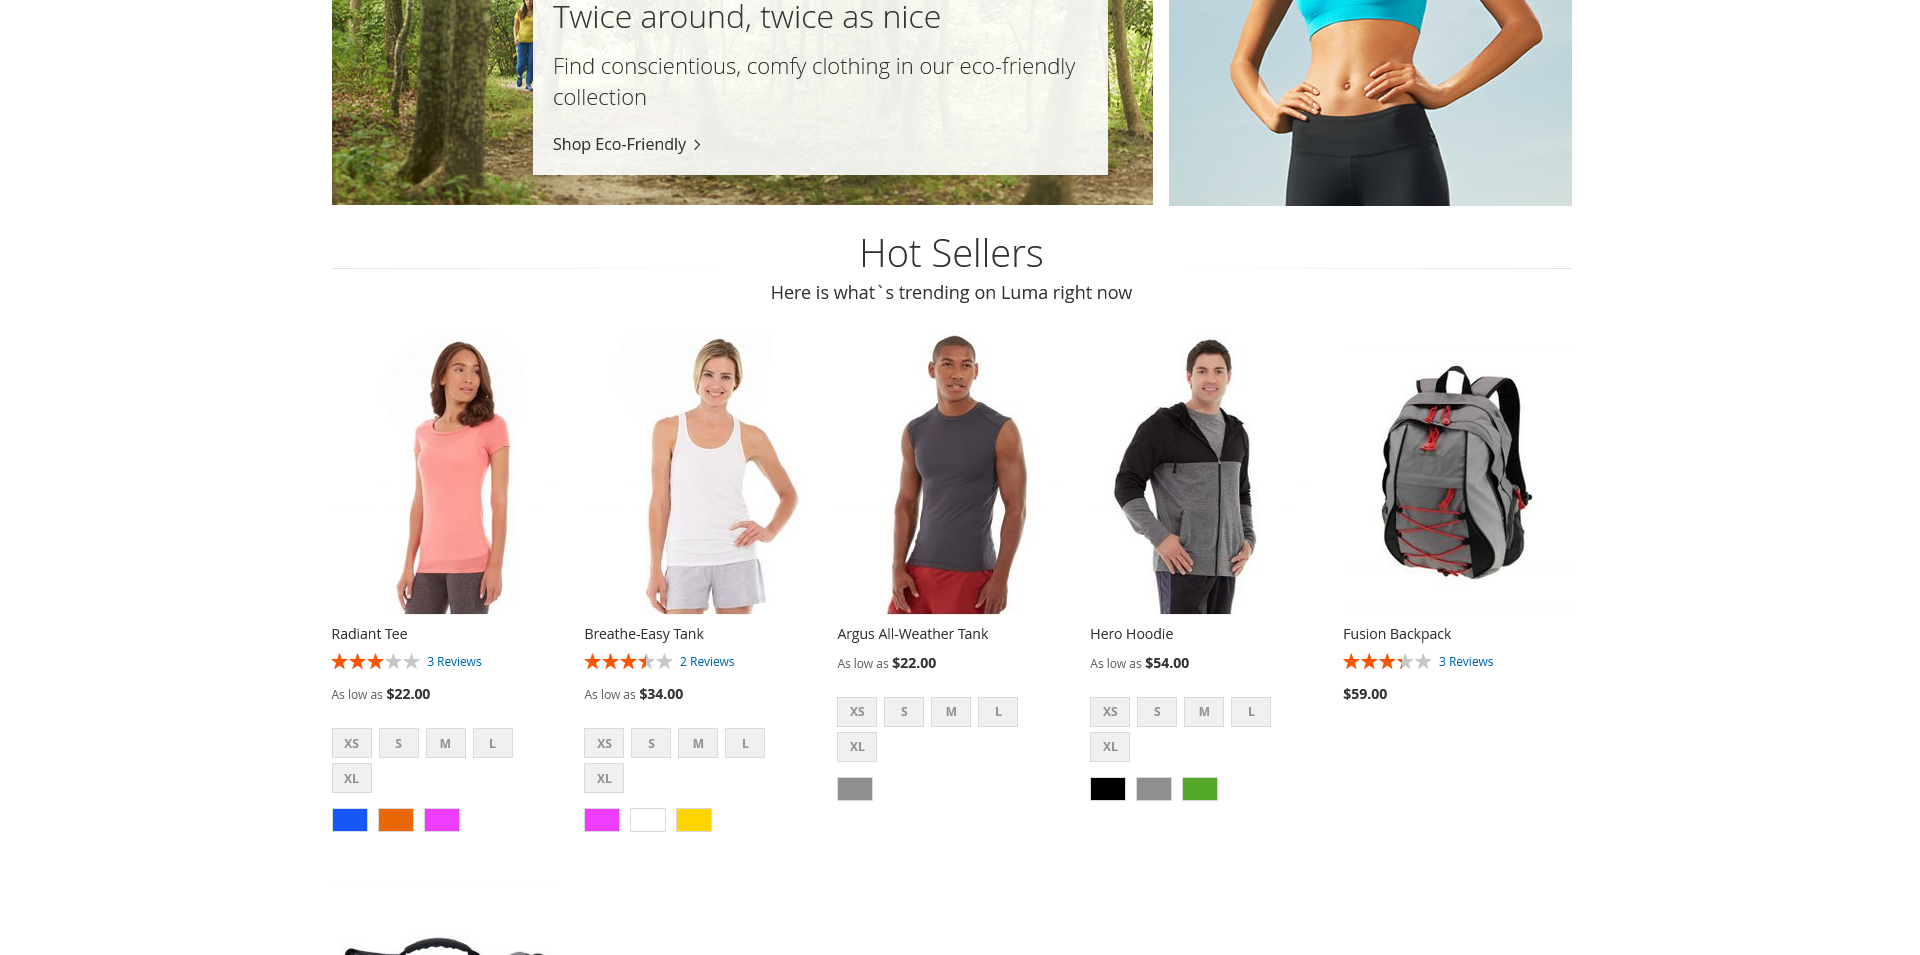 Twice around, twice as nice
Find conscientious, comfy clothing in our eco-friendly
collection
Shop Eco-Friendly
Hot Sellers
Here is what`s trending on Luma right now
Radiant Tee
3 Reviews
As low as $22.00
XS S M L
XL
Breathe-Easy Tank
2 Reviews
As low as $34.00
XS S M L
XL
Argus All-Weather Tank
As low as $22.00
XS S M L
XL
Hero Hoodie
As low as $54.00
XS S M L
XL
Fusion Backpack
3 Reviews
$59.00